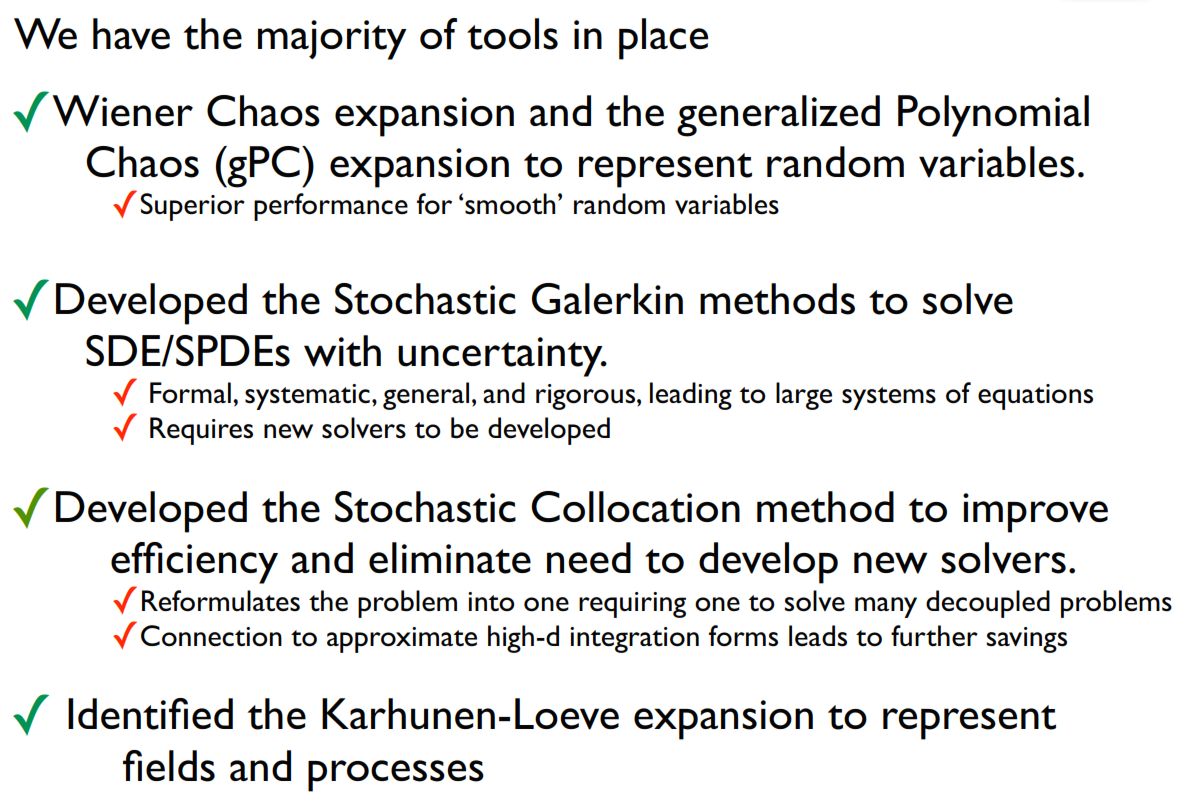 We have the majority of tools in place
✓Wiener Chaos expansion and the generalized Polynomial
Chaos (gPC) expansion to represent random variables.
✓Superior performance for ‘smooth’ random variables
✓Developed the Stochastic Galerkin methods to solve
SDE/SPDEs with uncertainty.
✓ Formal, systematic, general, and rigorous, leading to large systems of equations
✓ Requires new solvers to be developed
✓Developed the Stochastic Collocation method to improve
efficiency and eliminate need to develop new solvers.
✓Reformulates the problem into one requiring one to solve many decoupled problems
✓Connection to approximate high-d integration forms leads to further savings
✓ Identified the Karhunen-Loeve expansion to represent
fields and processes